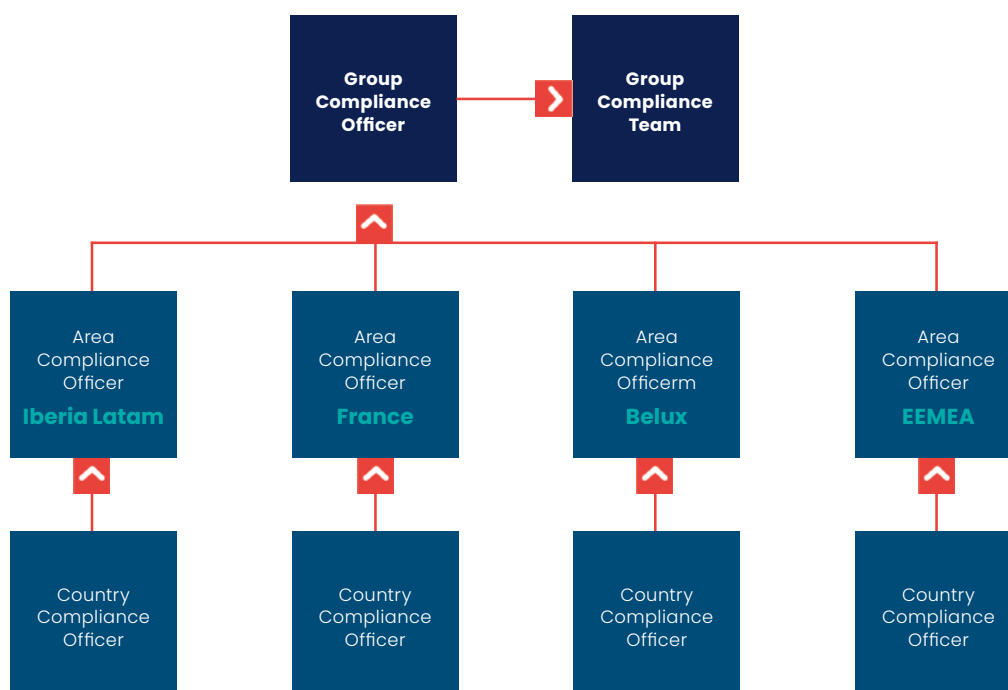 Group
Compliance
Officer
Group
Compliance
Team
Area
Compliance
Officer
Iberia Latam
Area
Compliance
Officer
France
Area
Compliance
Officerm
Belux
Area
Compliance
Officer
EEMEA
Country
Compliance
Officer
Country
Compliance
Officer
Country
Compliance
Officer
Country
Compliance
Officer